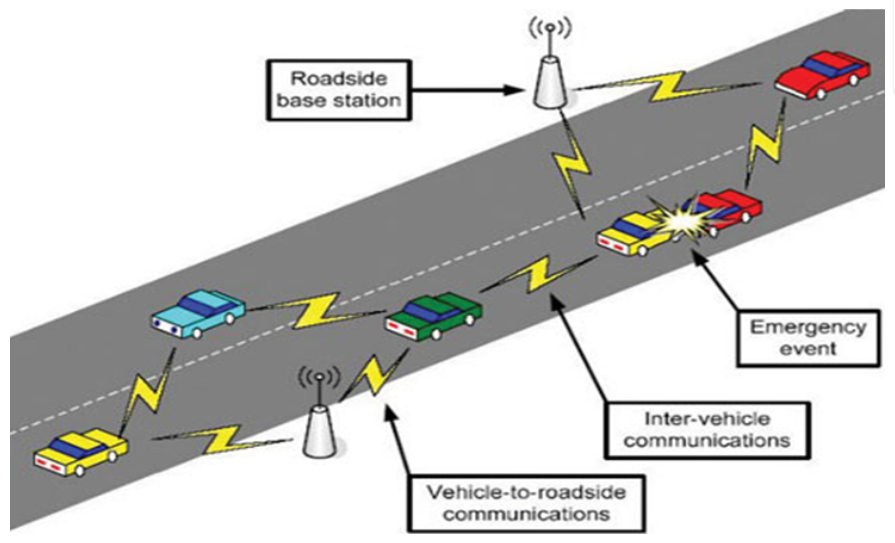 Roadside
base station
Emergency
event
Inter-vehicle
communications
Vehicle-to-roadside
communications